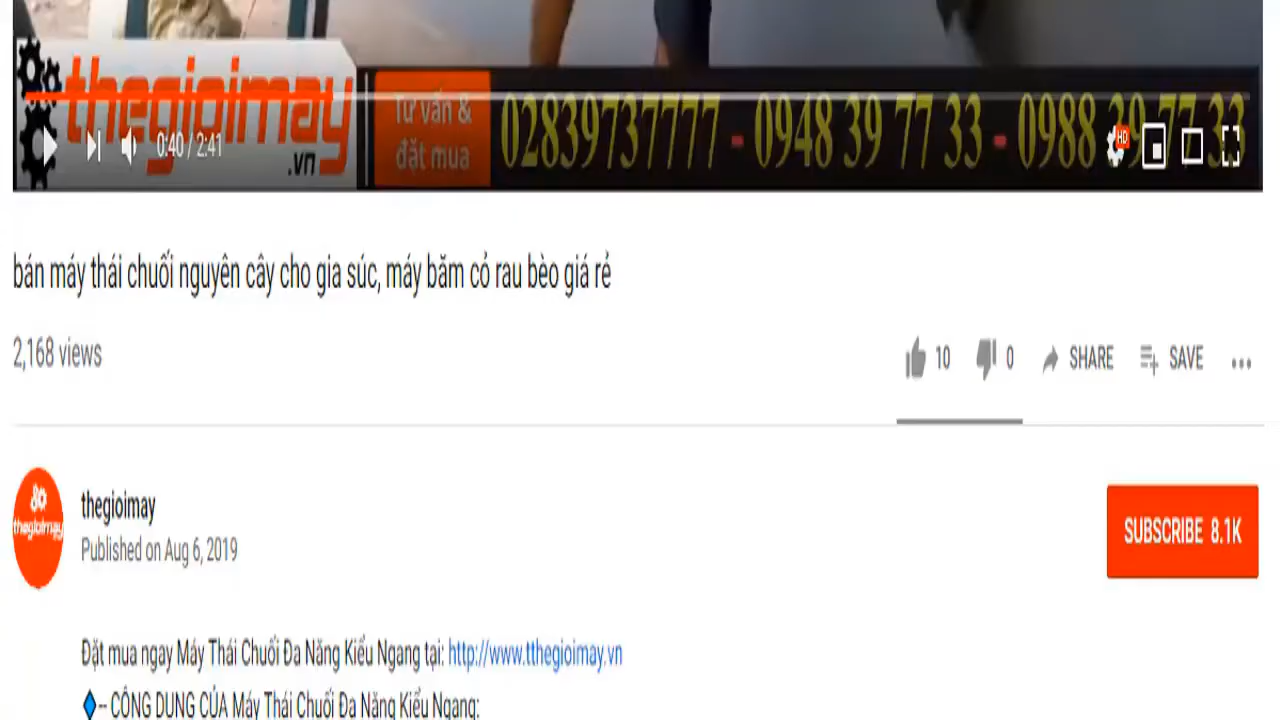 thegioimay
.vn
Tư vấn &
đặt mua
02839737777 - 0948 39 77 33 - 0988 39 77 33
HD
0:40 / 2:41
bán máy thái chuối nguyên cây cho gia súc, máy băm cỏ rau bèo giá rẻ
2,168 views
10 0 SHARE SAVE
thegioimay
thegioimay
Published on Aug 6, 2019
SUBSCRIBE 8.1K
Đặt mua ngay Máy Thái Chuối Đa Năng Kiểu Ngang tại: http://www.tthegioimay.vn
-- CÔNG DỤNG CỦA Máy Thái Chuối Đa Năng Kiểu Ngang: